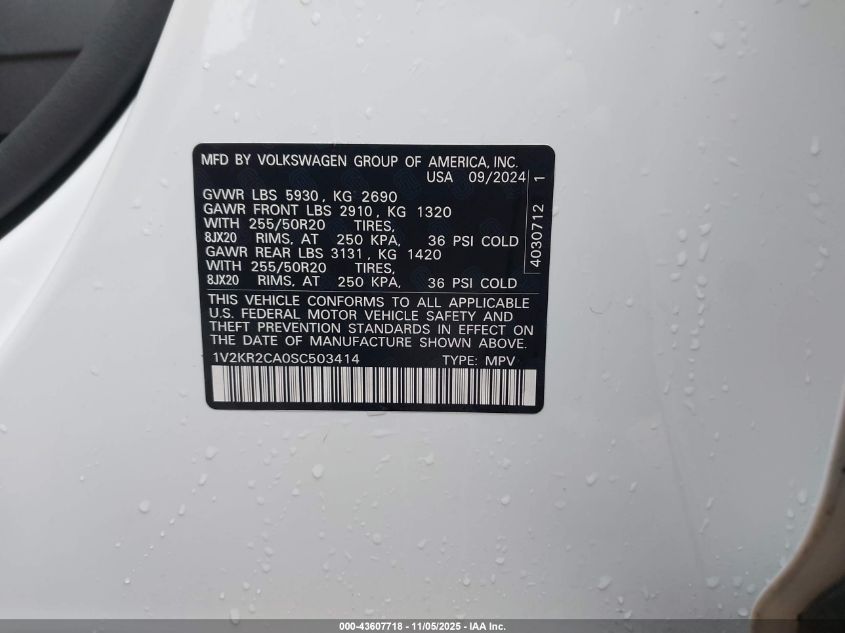 MFD BY VOLKSWAGEN GROUP OF AMERICA, INC.
USA 09/2024
GVWR LBS 5930, KG 2690
GAWR FRONT LBS 2910, KG 1320
WITH 255/50R20 TIRES,
8JX20 RIMS, AT 250 KPA, 36 PSI COLD
GAWR REAR LBS 3131, KG 1420
WITH 255/50R20 TIRES,
8JX20 RIMS, AT 250 KPA, 36 PSI COLD
4030712 1
THIS VEHICLE CONFORMS TO ALL APPLICABLE
U.S. FEDERAL MOTOR VEHICLE SAFETY AND
THEFT PREVENTION STANDARDS IN EFFECT ON
THE DATE OF MANUFACTURE SHOWN ABOVE.
1V2KR2CA0SC503414 TYPE: MPV
000-43607718 - 11/05/2025 - IAA Inc.